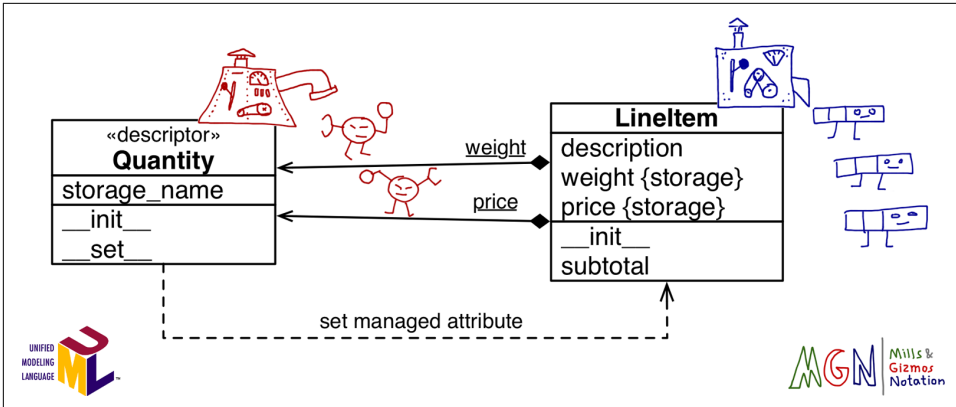 «descriptor»
Quantity
storage_name
__init__
__set__
weight
price
LineItem
description
weight {storage}
price {storage}
__init__
subtotal
set managed attribute
UNIFIED
MODELING
LANGUAGE
UML ™
MGN
Mills &
Gizmos
Notation